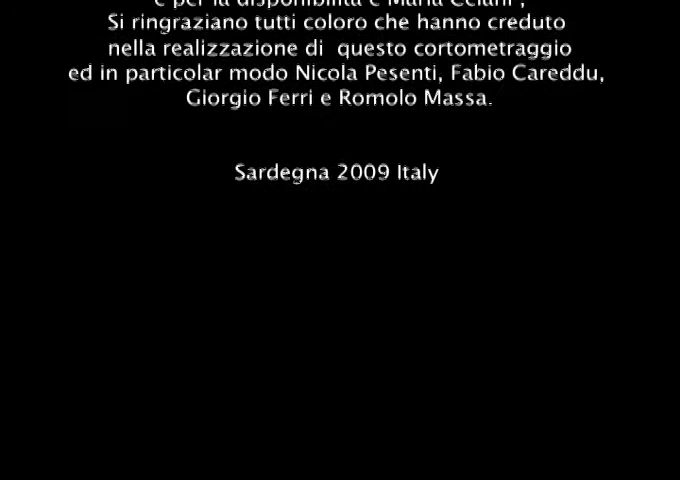 e per la disponibilità e Maria Celani ,
Si ringraziano tutti coloro che hanno creduto
nella realizzazione di questo cortometraggio
ed in particolar modo Nicola Pesenti, Fabio Careddu,
Giorgio Ferri e Romolo Massa.
Sardegna 2009 Italy